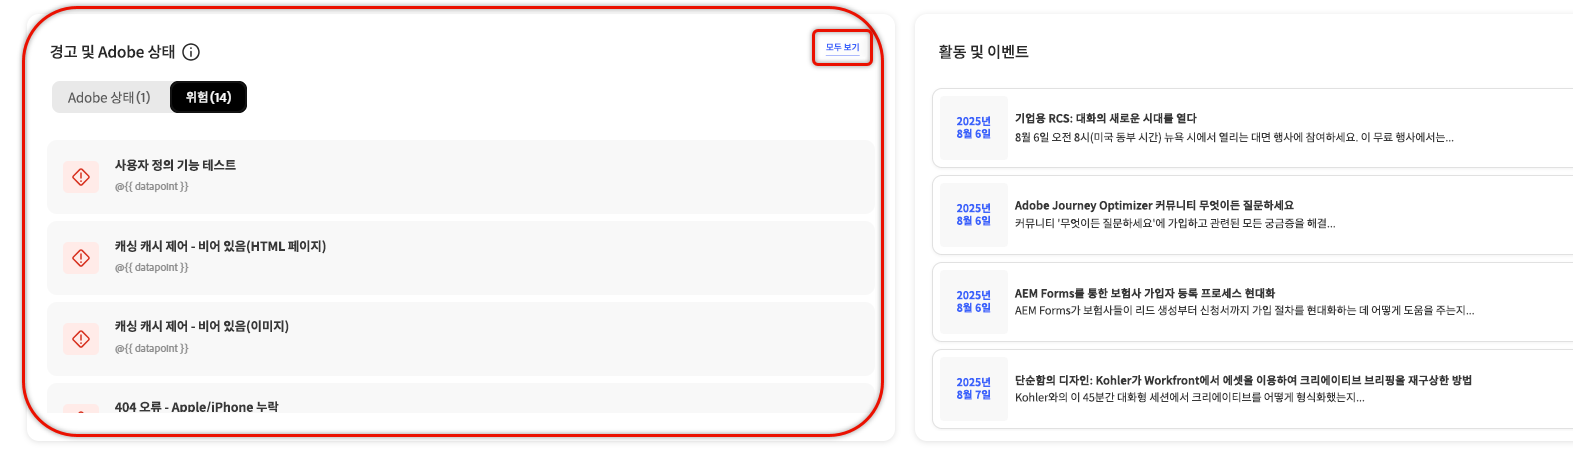 경고 및 Adobe 상태
모두 보기
Adobe 상태(1)
위험(14)
사용자 정의 기능 테스트
@{{ datapoint }}
캐싱 캐시 제어 - 비어 있음(HTML 페이지)
@{{ datapoint }}
캐싱 캐시 제어 - 비어 있음(이미지)
@{{ datapoint }}
404 오류 - Apple/iPhone 누락
활동 및 이벤트
2025년
8월 6일
기업용 RCS: 대화의 새로운 시대를 열다
8월 6일 오전 8시(미국 동부 시간) 뉴욕 시에서 열리는 대면 행사에 참여하세요. 이 무료 행사에서는...
2025년
8월 6일
Adobe Journey Optimizer 커뮤니티 무엇이든 질문하세요
커뮤니티 '무엇이든 질문하세요'에 가입하고 관련된 모든 궁금증을 해결...
2025년
8월 6일
AEM Forms를 통한 보험사 가입자 등록 프로세스 현대화
AEM Forms가 보험사들이 리드 생성부터 신청서까지 가입 절차를 현대화하는 데 어떻게 도움을 주는지...
2025년
8월 7일
단순함의 디자인: Kohler가 Workfront에서 에셋을 이용하여 크리에이티브 브리핑을 재구상한 방법
Kohler와의 이 45분간 대화형 세션에서 크리에이티브를 어떻게 형식화했는지...